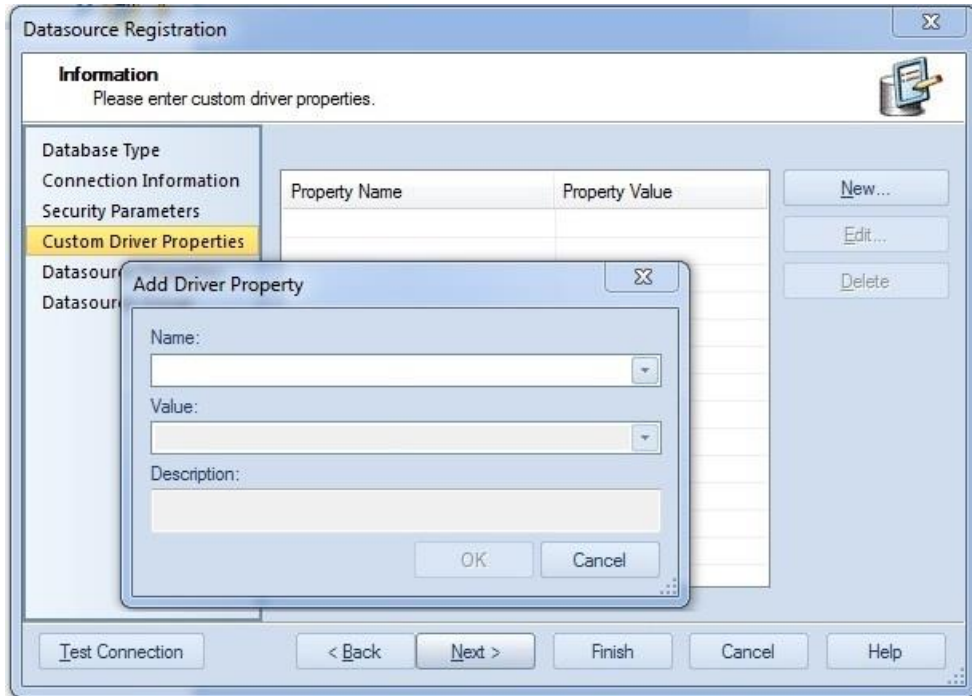 Datasource Registration
Information
Please enter custom driver properties.
Database Type
Connection Information
Security Parameters
Custom Driver Properties
Datasour
Datasour
Property Name Property Value
New...
Edit...
Delete
Add Driver Property
Name:
Value:
Description:
OK Cancel
Test Connection < Back Next > Finish Cancel Help